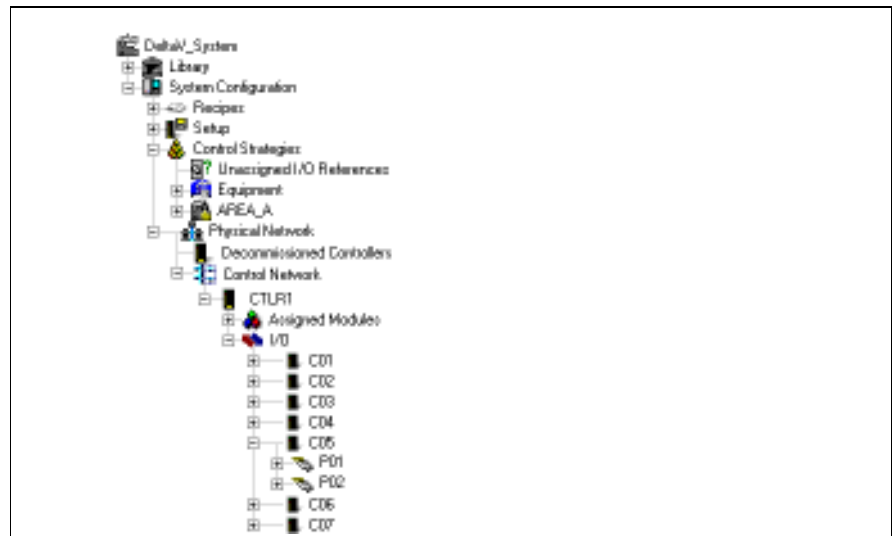 DeltaV_System
Library
System Configuration
Recipes
Setup
Control Strategies
Unassigned I/O References
Equipment
AREA_A
Physical Network
Decommissioned Controllers
Control Network
CTLR1
Assigned Modules
I/O
C01
C02
C03
C04
C05
P01
P02
C06
C07